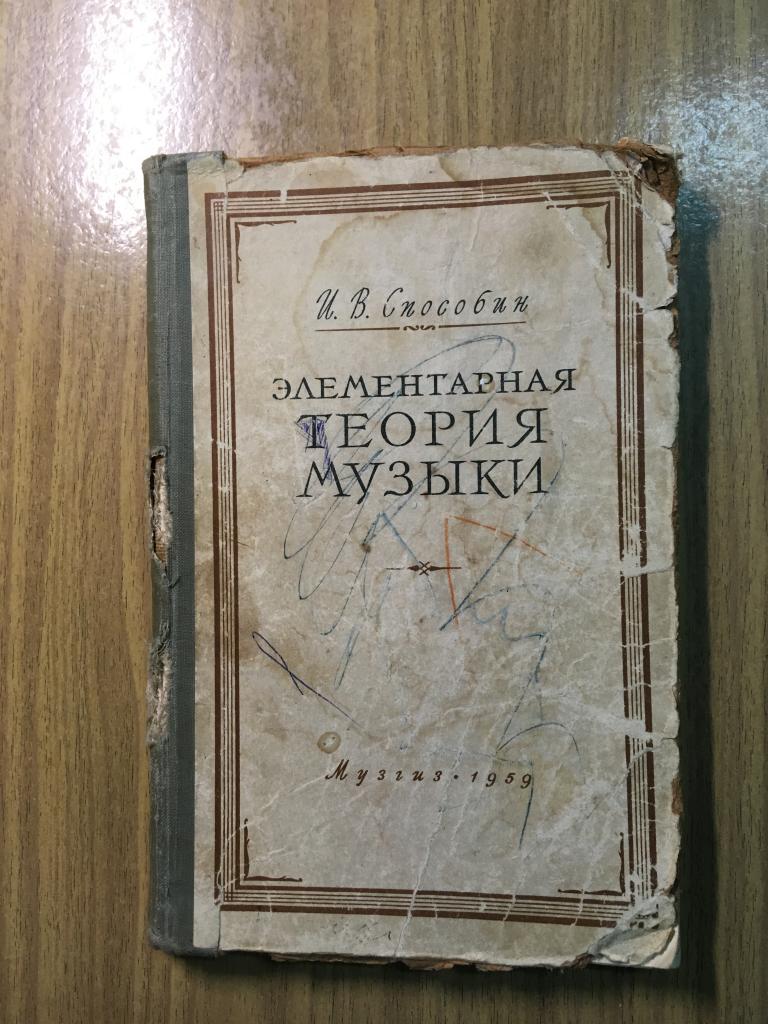 И. В. Способин
ЭЛЕМЕНТАРНАЯ
ТЕОРИЯ
МУЗЫКИ
Музгиз • 1959